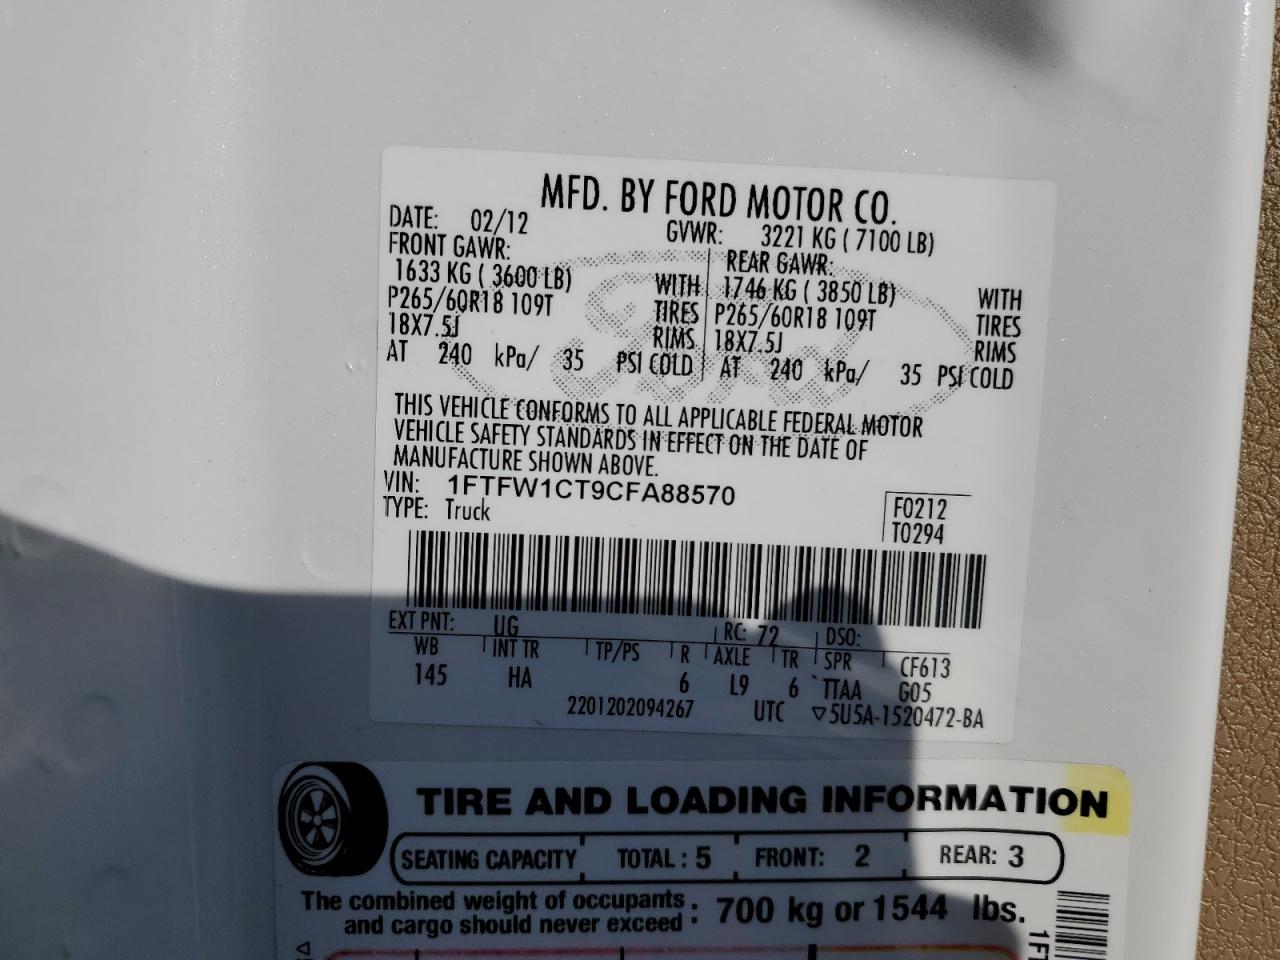 MFD. BY FORD MOTOR CO.
DATE: 02/12 GVWR: 3221 KG ( 7100 LB)
FRONT GAWR: REAR GAWR:
1633 KG ( 3600 LB) WITH 1746 KG ( 3850 LB) WITH
P265/60R18 109T TIRES P265/60R18 109T TIRES
18X7.5J RIMS 18X7.5J RIMS
AT 240 kPa/ 35 PSI COLD AT 240 kPa/ 35 PSI COLD
Ford
THIS VEHICLE CONFORMS TO ALL APPLICABLE FEDERAL MOTOR
VEHICLE SAFETY STANDARDS IN EFFECT ON THE DATE OF
MANUFACTURE SHOWN ABOVE.
VIN: 1FTFW1CT9CFA88570
TYPE: Truck
F0212
T0294
EXT PNT: UG RC: 72 DSO:
WB INT TR TP/PS R AXLE TR SPR CF613
145 HA 6 L9 6 TTAA G05
2201202094267 UTC ▽5U5A-1520472-BA
TIRE AND LOADING INFORMATION
SEATING CAPACITY TOTAL : 5 FRONT: 2 REAR: 3
The combined weight of occupants
and cargo should never exceed : 700 kg or 1544 lbs.
1FT